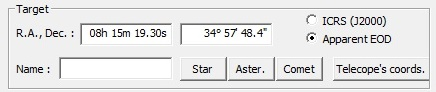 Target
R.A., Dec. : 08h 15m 19.30s 34° 57' 48.4"
ICRS (J2000)
Apparent EOD
Name : Star Aster. Comet Telecope's coords.